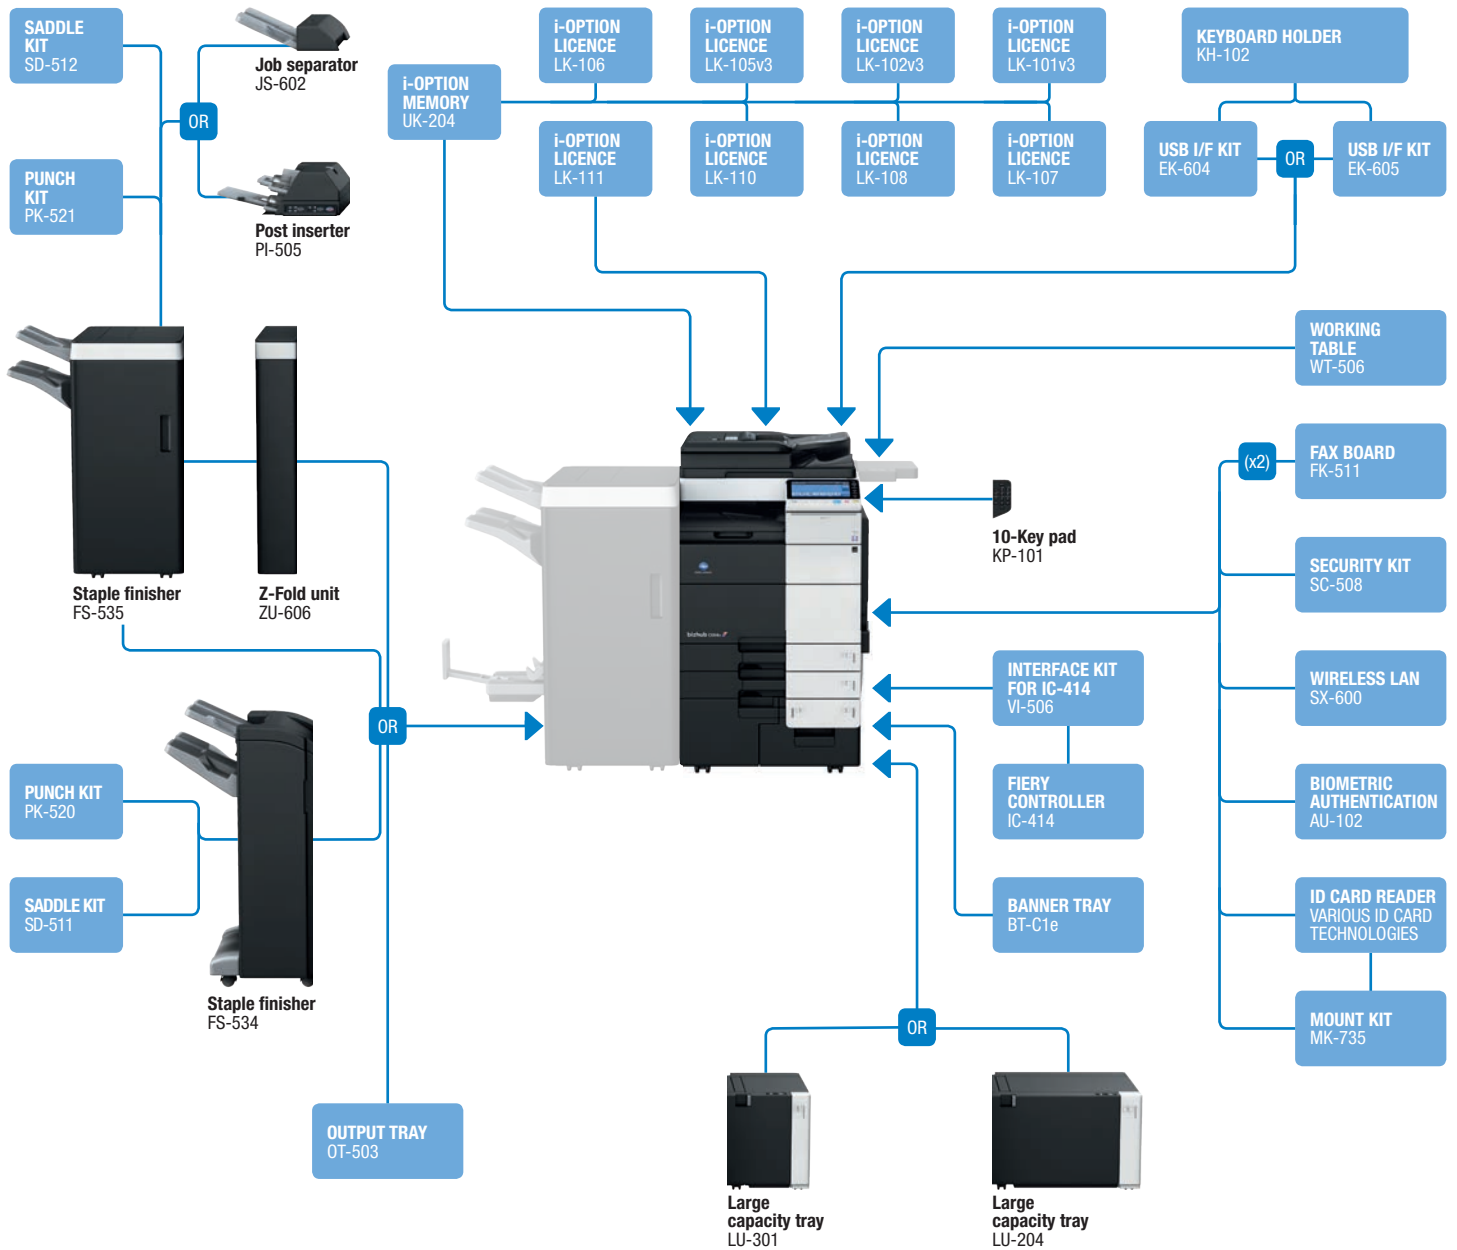 SADDLE
KIT
SD-512
Job separator
JS-602
OR
PUNCH
KIT
PK-521
Post inserter
PI-505
i-OPTION
MEMORY
UK-204
i-OPTION
LICENCE
LK-106
i-OPTION
LICENCE
LK-105v3
i-OPTION
LICENCE
LK-102v3
i-OPTION
LICENCE
LK-101v3
i-OPTION
LICENCE
LK-111
i-OPTION
LICENCE
LK-110
i-OPTION
LICENCE
LK-108
i-OPTION
LICENCE
LK-107
KEYBOARD HOLDER
KH-102
USB I/F KIT
EK-604
OR
USB I/F KIT
EK-605
WORKING
TABLE
WT-506
(x2)
FAX BOARD
FK-511
10-Key pad
KP-101
SECURITY KIT
SC-508
Staple finisher
FS-535
Z-Fold unit
ZU-606
bizhub
INTERFACE KIT
FOR IC-414
VI-506
WIRELESS LAN
SX-600
OR
PUNCH KIT
PK-520
FIERY
CONTROLLER
IC-414
BIOMETRIC
AUTHENTICATION
AU-102
SADDLE KIT
SD-511
BANNER TRAY
BT-C1e
ID CARD READER
VARIOUS ID CARD
TECHNOLOGIES
Staple finisher
FS-534
OR
MOUNT KIT
MK-735
OUTPUT TRAY
OT-503
Large
capacity tray
LU-301
Large
capacity tray
LU-204